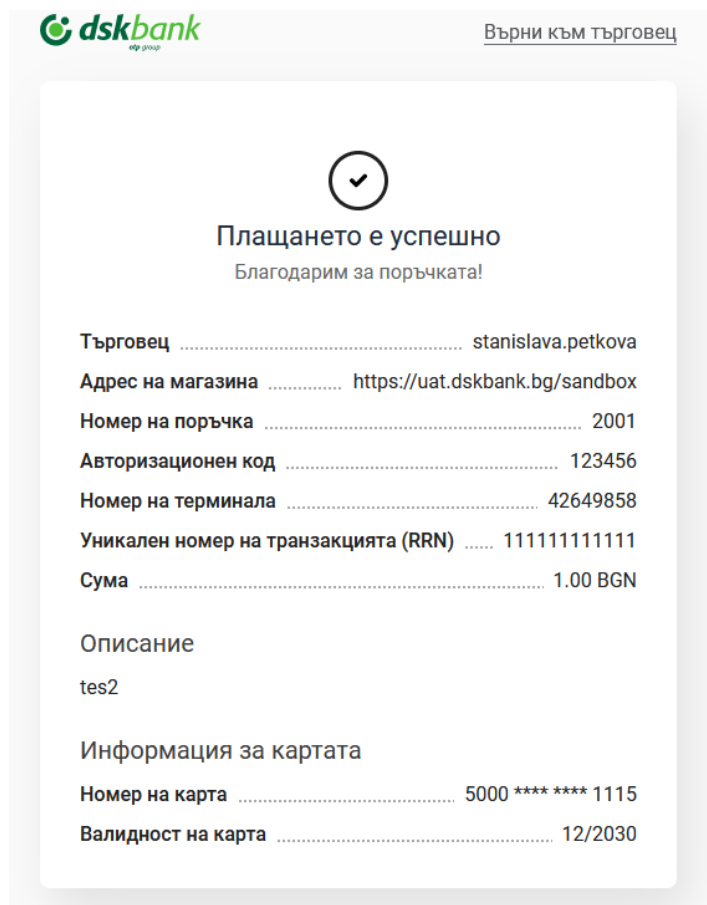 dskbank
otp group
Върни към търговец
Плащането е успешно
Благодарим за поръчката!
Търговец stanislava.petkova
Адрес на магазина https://uat.dskbank.bg/sandbox
Номер на поръчка 2001
Авторизационен код 123456
Номер на терминала 42649858
Уникален номер на транзакцията (RRN) 111111111111
Сума 1.00 BGN
Описание
tes2
Информация за картата
Номер на карта 5000 **** **** 1115
Валидност на карта 12/2030